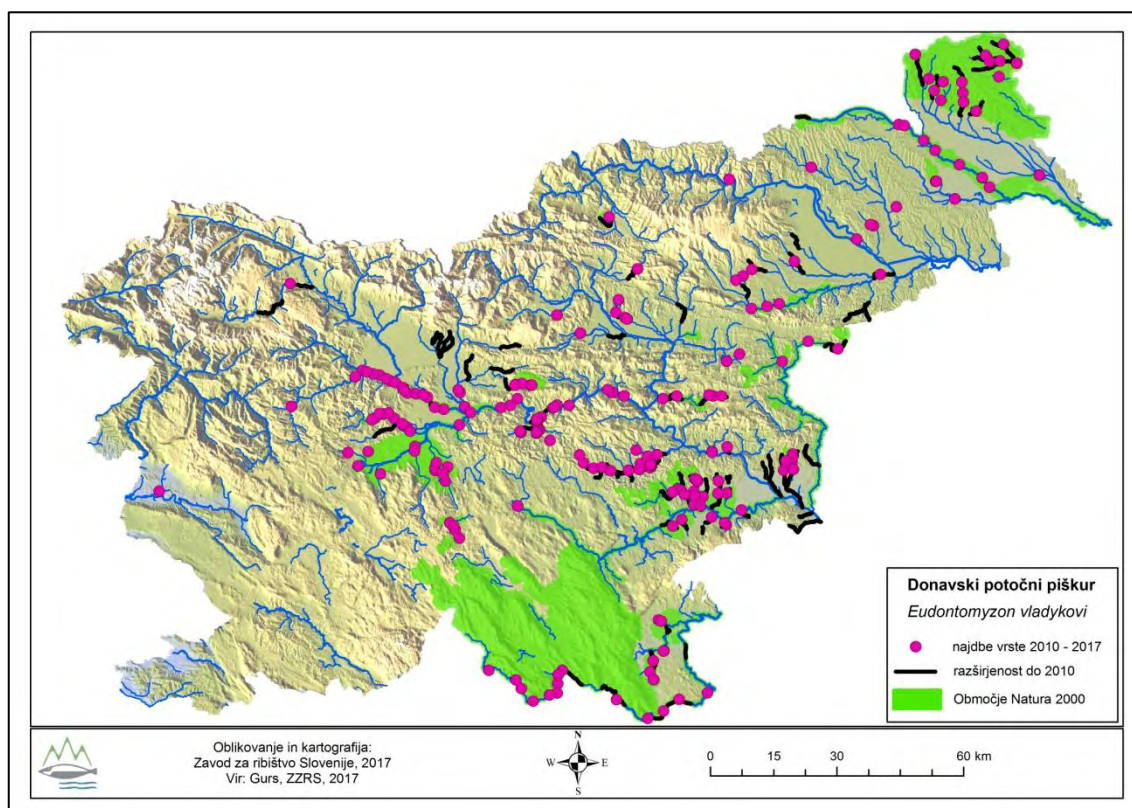 Donavski potočni piškur
Eudontomyzon vladykovi
najdbe vrste 2010 - 2017
razširjenost do 2010
Območje Natura 2000
Oblikovanje in kartografija:
Zavod za ribištvo Slovenije, 2017
Vir: Gurs, ZZRS, 2017
N
W E
S
0 15 30 60 km